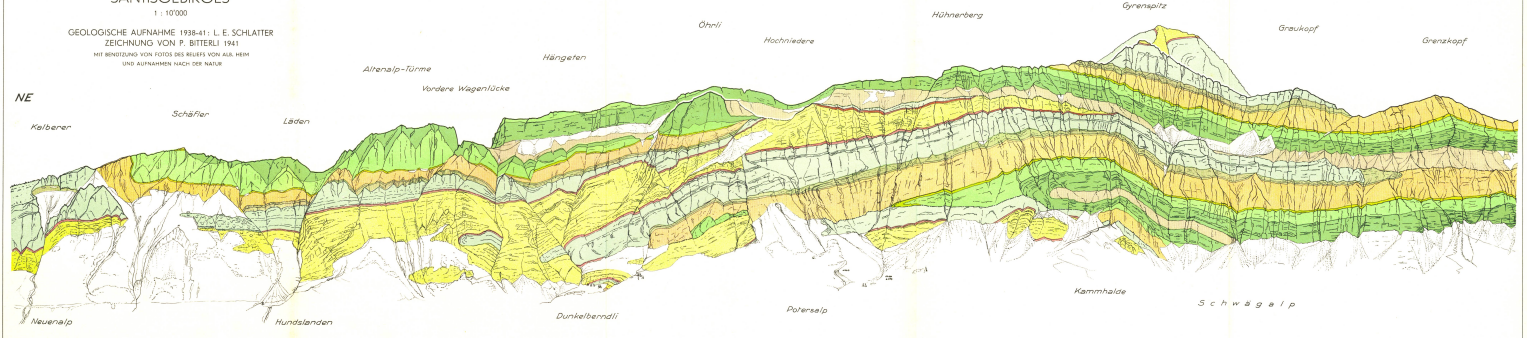 SÄNTISGEBIRGES
1 : 10'000
GEOLOGISCHE AUFNAHME 1938-41: L. E. SCHLATTER
ZEICHNUNG VON P. BITTERLI 1941
MIT BENÜTZUNG VON FOTOS DES RELIEFS VON ALB. HEIM
UND AUFNAHMEN NACH DER NATUR
Gyrenspitz
Hühnerberg
Öhrli
Graukopf
Hochniedere
Grenzkopf
Hängeten
Altenalp-Türme
Vordere Wagenlücke
NE
Schäfler
Läden
Kalberer
Kammhalde
Schwägalp
Potersalp
Dunkelberndli
Neuenalp
Hundslanden